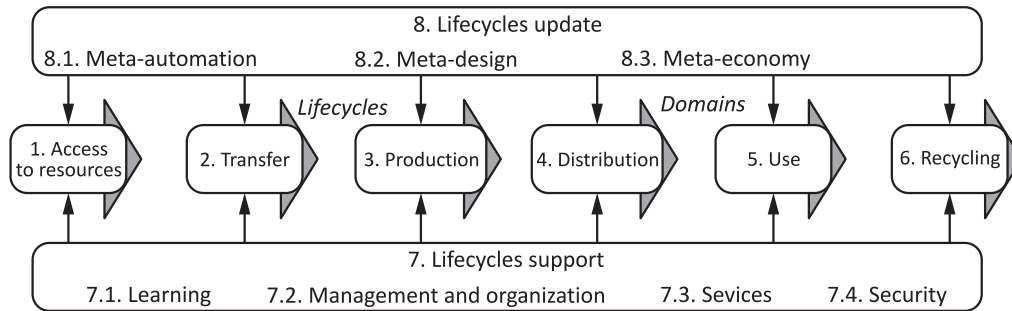 8. Lifecycles update
8.1. Meta-automation 8.2. Meta-design 8.3. Meta-economy
Lifecycles Domains
1. Access
to resources
2. Transfer
3. Production
4. Distribution
5. Use
6. Recycling
7. Lifecycles support
7.1. Learning 7.2. Management and organization 7.3. Sevices 7.4. Security